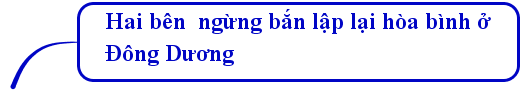 Hai bên ngừng bắn lập lại hòa bình ở
Đông Dương